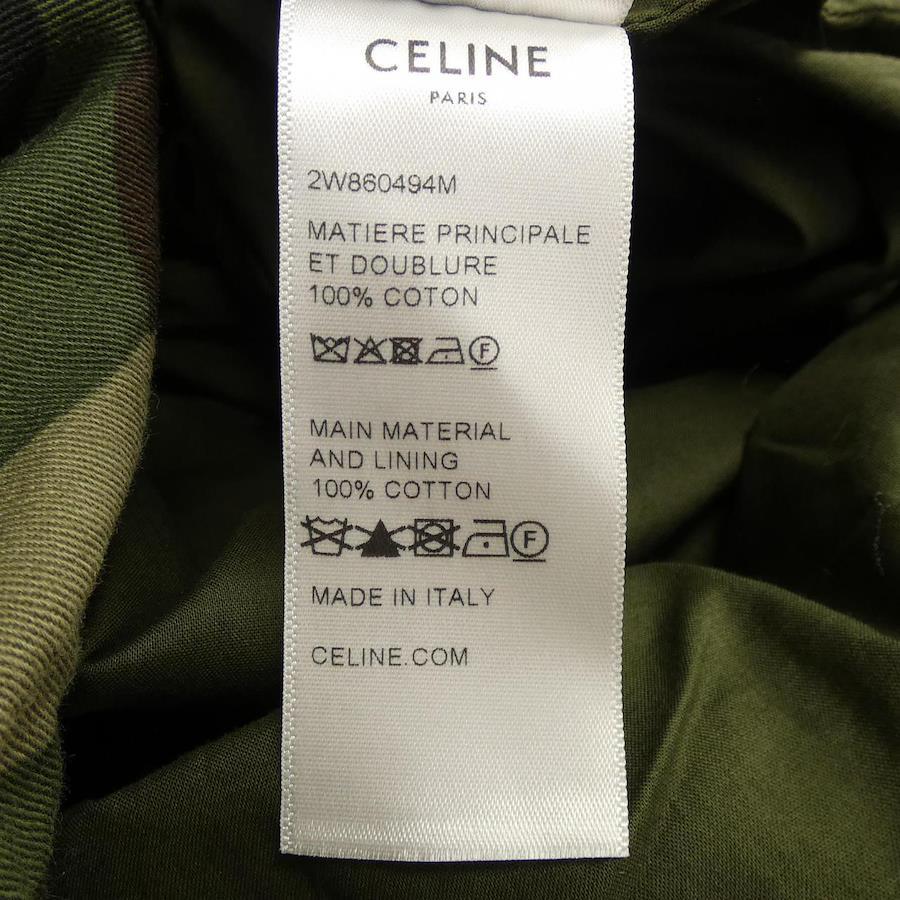 CELINE
PARIS
2W860494M
MATIERE PRINCIPALE
ET DOUBLURE
100% COTON
F
MAIN MATERIAL
AND LINING
100% COTTON
F
MADE IN ITALY
CELINE.COM